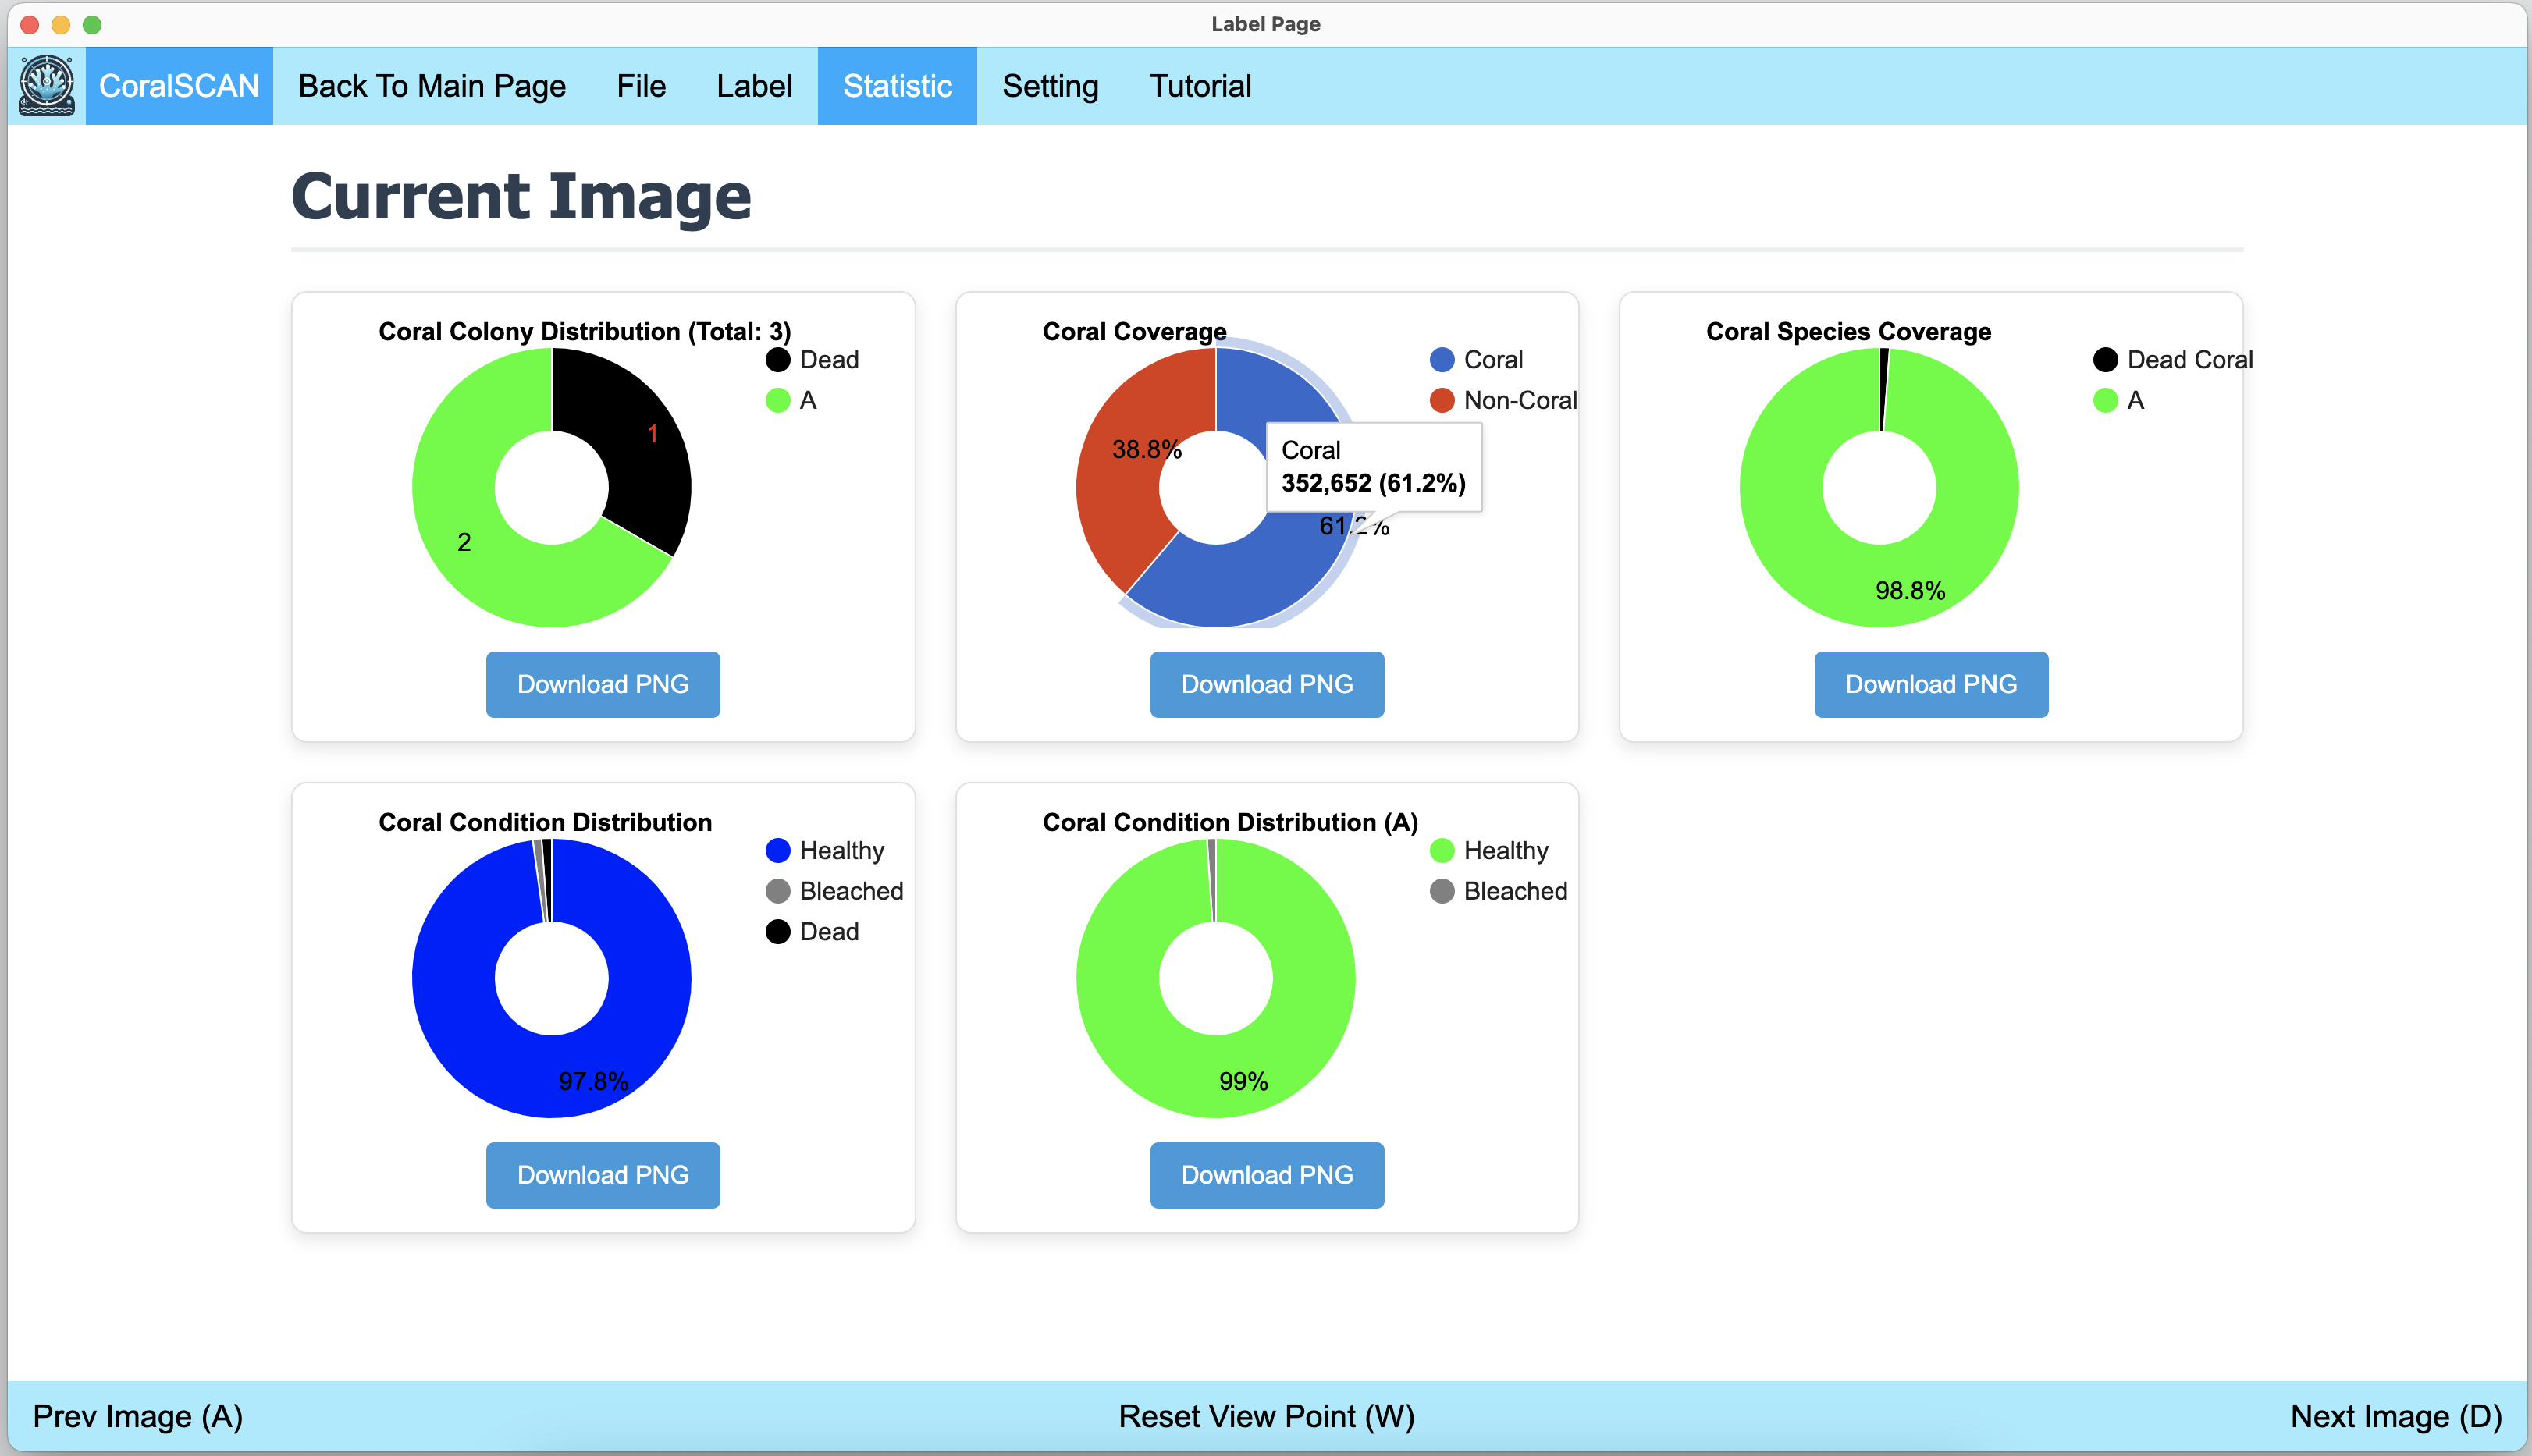 Label Page
CoralSCAN Back To Main Page File Label Statistic Setting Tutorial
Current Image
Coral Colony Distribution (Total: 3)
Dead
A
1
2
Download PNG
Coral Coverage
Coral
Non-Coral
38.8%
Coral
352,652 (61.2%)
61.2%
Download PNG
Coral Species Coverage
Dead Coral
A
98.8%
Download PNG
Coral Condition Distribution
Healthy
Bleached
Dead
97.8%
Download PNG
Coral Condition Distribution (A)
Healthy
Bleached
99%
Download PNG
Prev Image (A) Reset View Point (W) Next Image (D)